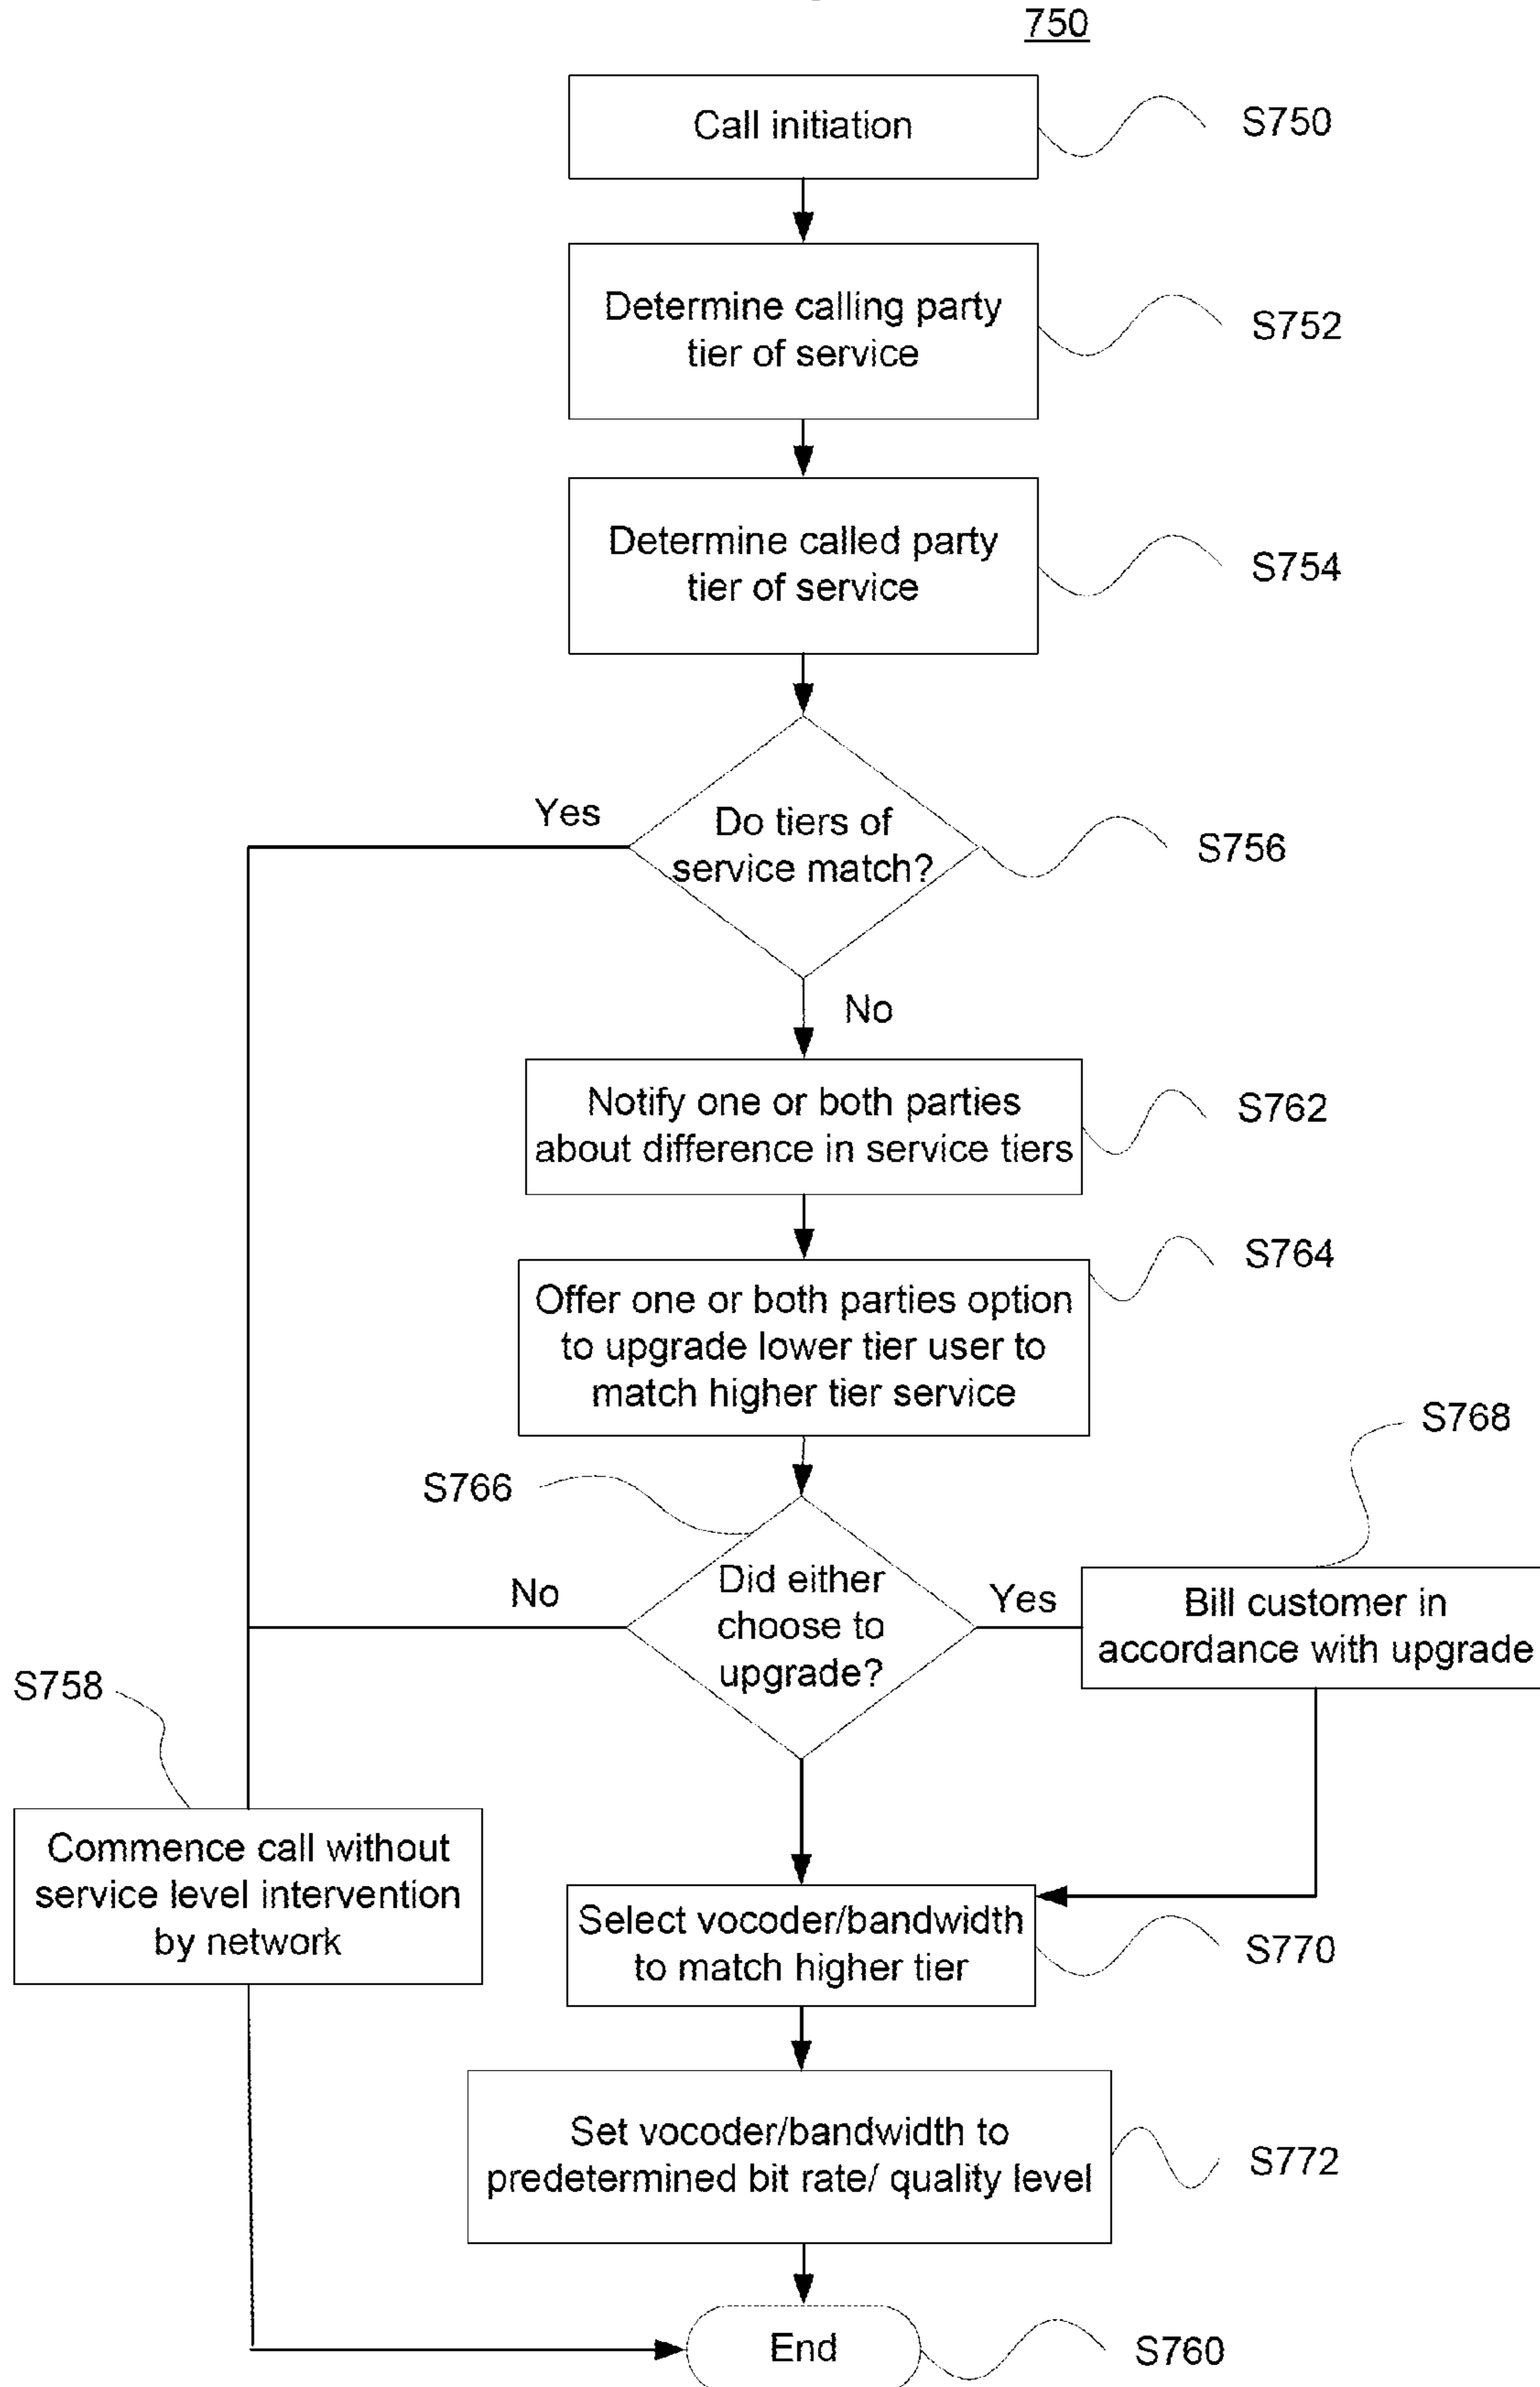 750
Call initiation
S750
Determine calling party
tier of service
S752
Determine called party
tier of service
S754
Yes
Do tiers of
service match?
S756
No
Notify one or both parties
about difference in service tiers
S762
Offer one or both parties option
to upgrade lower tier user to
match higher tier service
S764
S768
S766
No
Did either
choose to
upgrade?
Yes
Bill customer in
accordance with upgrade
S758
Commence call without
service level intervention
by network
Select vocoder/bandwidth
to match higher tier
S770
Set vocoder/bandwidth to
predetermined bit rate/ quality level
S772
End
S760